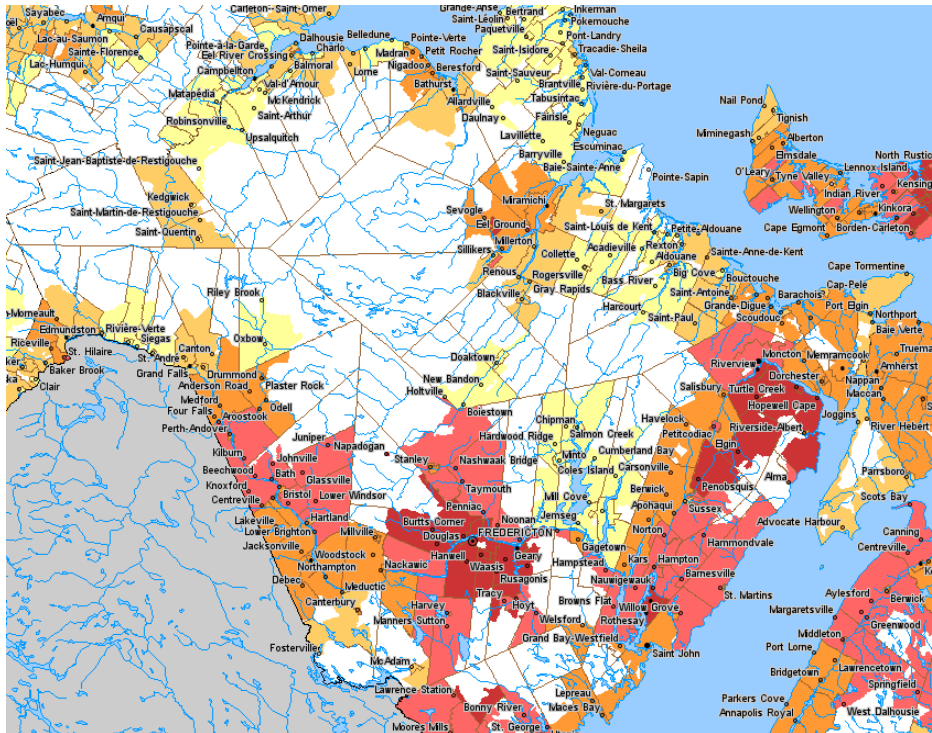 Sayabec
Amqui
Causapscal
Lac-au-Saumon
Sainte-Florence
Lac-Humqui
Carleton--Saint-Omer
Pointe-à-la-Garde
Dalhousie
Charlo
Eel River Crossing
Campbellton
Balmoral
Val-d'Amour
Matapédia
McKendrick
Saint-Arthur
Robinsonville
Upsalquitch
Belledune
Pointe-Verte
Madran
Petit Rocher
Nigadoo
Beresford
Lorne
Bathurst
Allardville
Grande-Anse
Bertrand
Inkerman
Saint-Léolin
Pokemouche
Paquetville
Pont-Landry
Saint-Isidore
Tracadie-Sheila
Saint-Sauveur
Val-Comeau
Brantville
Rivière-du-Portage
Tabusintac
Daulnay
Fairisle
Lavillette
Neguac
Escuminac
Barryville
Baie-Sainte-Anne
Pointe-Sapin
Nail Pond
Tignish
Miminegash
Alberton
Elmsdale
O'Leary
Tyne Valley
Lennox-Island
North Rustico
Indian River
Kensing
Wellington
Kinkora
Cape Egmont
Borden-Carleton
Saint-Jean-Baptiste-de-Restigouche
Kedgwick
Saint-Martin-de-Restigouche
Saint-Quentin
Miramichi
Sevogle
Eel Ground
St. Margarets
Sillikers
Millerton
Saint-Louis de Kent
Petite-Aldouane
Acadieville
Rexton
Sainte-Anne-de-Kent
Collette
Aldouane
Renous
Rogersville
Big Cove
Bass River
Bouctouche
Gray Rapids
Saint-Antoine
Blackville
Harcourt
Grande-Digue
Barachois
Saint-Paul
Scoudouc
Cape Tormentine
Cap-Pele
Port Elgin
Northport
Baie Verte
Riley Brook
Oxbow
Edmundston
Rivière-Verte
Siegas
Riceville
St. Hilaire
St. André
Canton
Baker Brook
Grand Falls
Clair
Drummond
Anderson Road
Plaster Rock
Medford
Odell
Four Falls
Aroostook
Perth-Andover
Doaktown
New Bandon
Holtville
Boiestown
Moncton
Memramcook
Truema
Riverview
Amherst
Dorchester
Salisbury
Turtle Creek
Nappan
Maccan
Hopewell Cape
Joggins
Havelock
Riverside-Albert
River Hebert
Petitcodiac
Elgin
Chipman
Salmon Creek
Hardwood Ridge
Cumberland Bay
Minto
Coles Island
Carsonville
Kilburn
Juniper
Napadogan
Stanley
Nashwaak Bridge
Beechwood
Johnville
Bath
Knoxford
Glassville
Taymouth
Mill Cove
Berwick
Penobsquis
Alma
Parrsboro
Centreville
Bristol
Lower Windsor
Penniac
Jemseg
Apohaqui
Sussex
Scots Bay
Lakeville
Hartland
Burtts Corner
Noonan
Norton
Advocate Harbour
Canning
Lower Brighton
Millville
Douglas
FREDERICTON
Gagetown
Hammondvale
Centreville
Jacksonville
Woodstock
Hanwell
Geary
Hampstead
Kars
Hampton
Northampton
Nackawic
Waasis
Nauwigewauk
Barnesville
Aylesford
Berwick
Debec
Meductic
Rusagonis
Tracy
Browns Flat
St. Martins
Margaretsville
Greenwood
Canterbury
Harvey
Hoyt
Willow Grove
Manners Sutton
Welsford
Rothesay
Middleton
Fosterville
Grand Bay-Westfield
Saint John
Port Lorne
Lawrencetown
McAdam
Bridgetown
Springfield
Lawrence-Station
Lepreau
Parkers Cove
Bonny River
Maces Bay
Annapolis Royal
West Dalhousie
Moores Mills
St. George